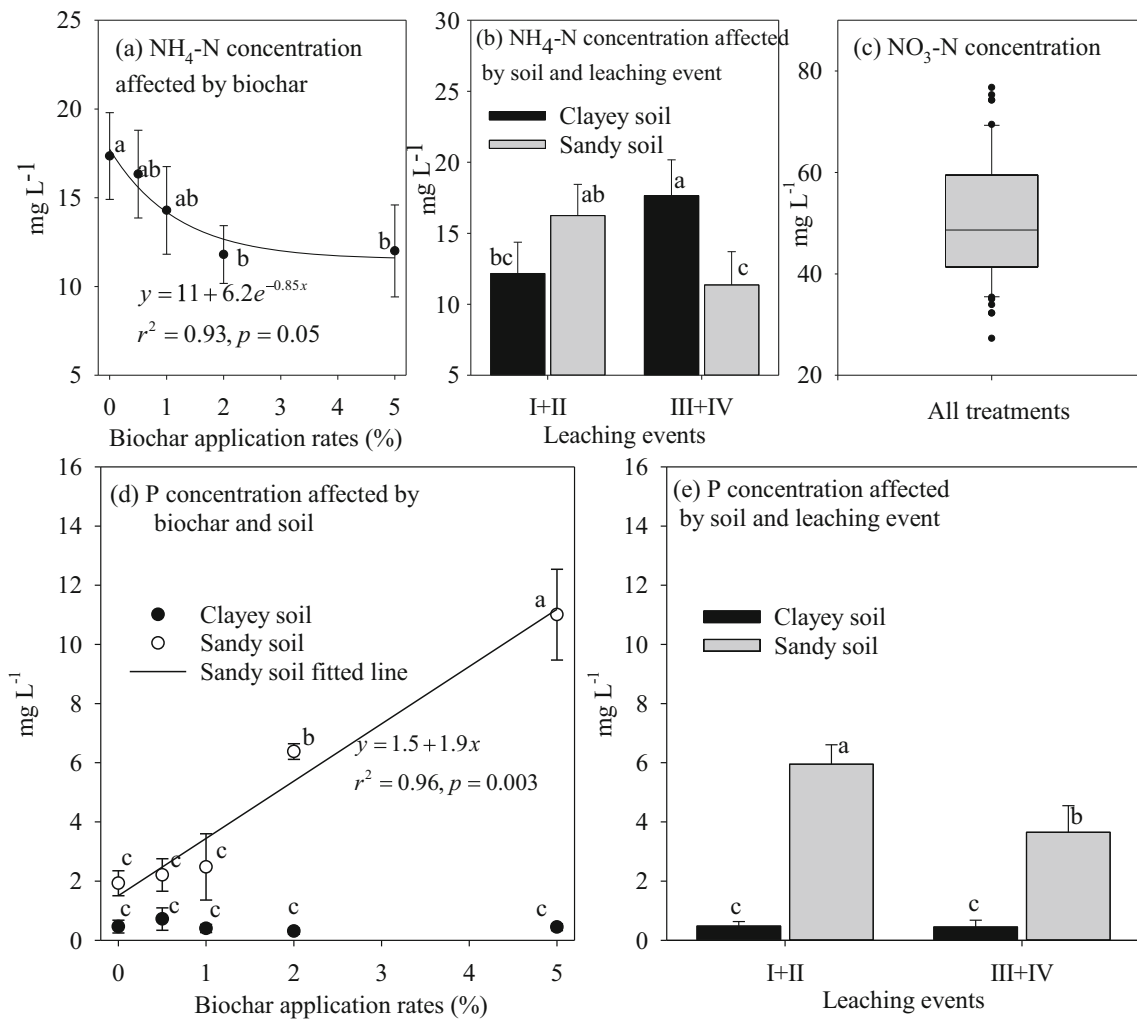 (a) NH₄-N concentration
affected by biochar
25
20
15
10
5
mg L⁻¹
a
ab
ab
b
b
y = 11 + 6.2e^{−0.85x}
r² = 0.93, p = 0.05
0 1 2 3 4 5
Biochar application rates (%)
(b) NH₄-N concentration affected
by soil and leaching event
Clayey soil
Sandy soil
30
25
20
15
10
5
mg L⁻¹
bc
ab
a
c
I+II III+IV
Leaching events
(c) NO₃-N concentration
80
60
40
20
mg L⁻¹
All treatments
(d) P concentration affected by
biochar and soil
16
14
12
10
8
6
4
2
0
mg L⁻¹
Clayey soil
Sandy soil
Sandy soil fitted line
a
b
y = 1.5 + 1.9x
r² = 0.96, p = 0.003
c c c
c c c c c
0 1 2 3 4 5
Biochar application rates (%)
(e) P concentration affected
by soil and leaching event
16
14
12
10
8
6
4
2
0
mg L⁻¹
Clayey soil
Sandy soil
c
a
c
b
I+II III+IV
Leaching events